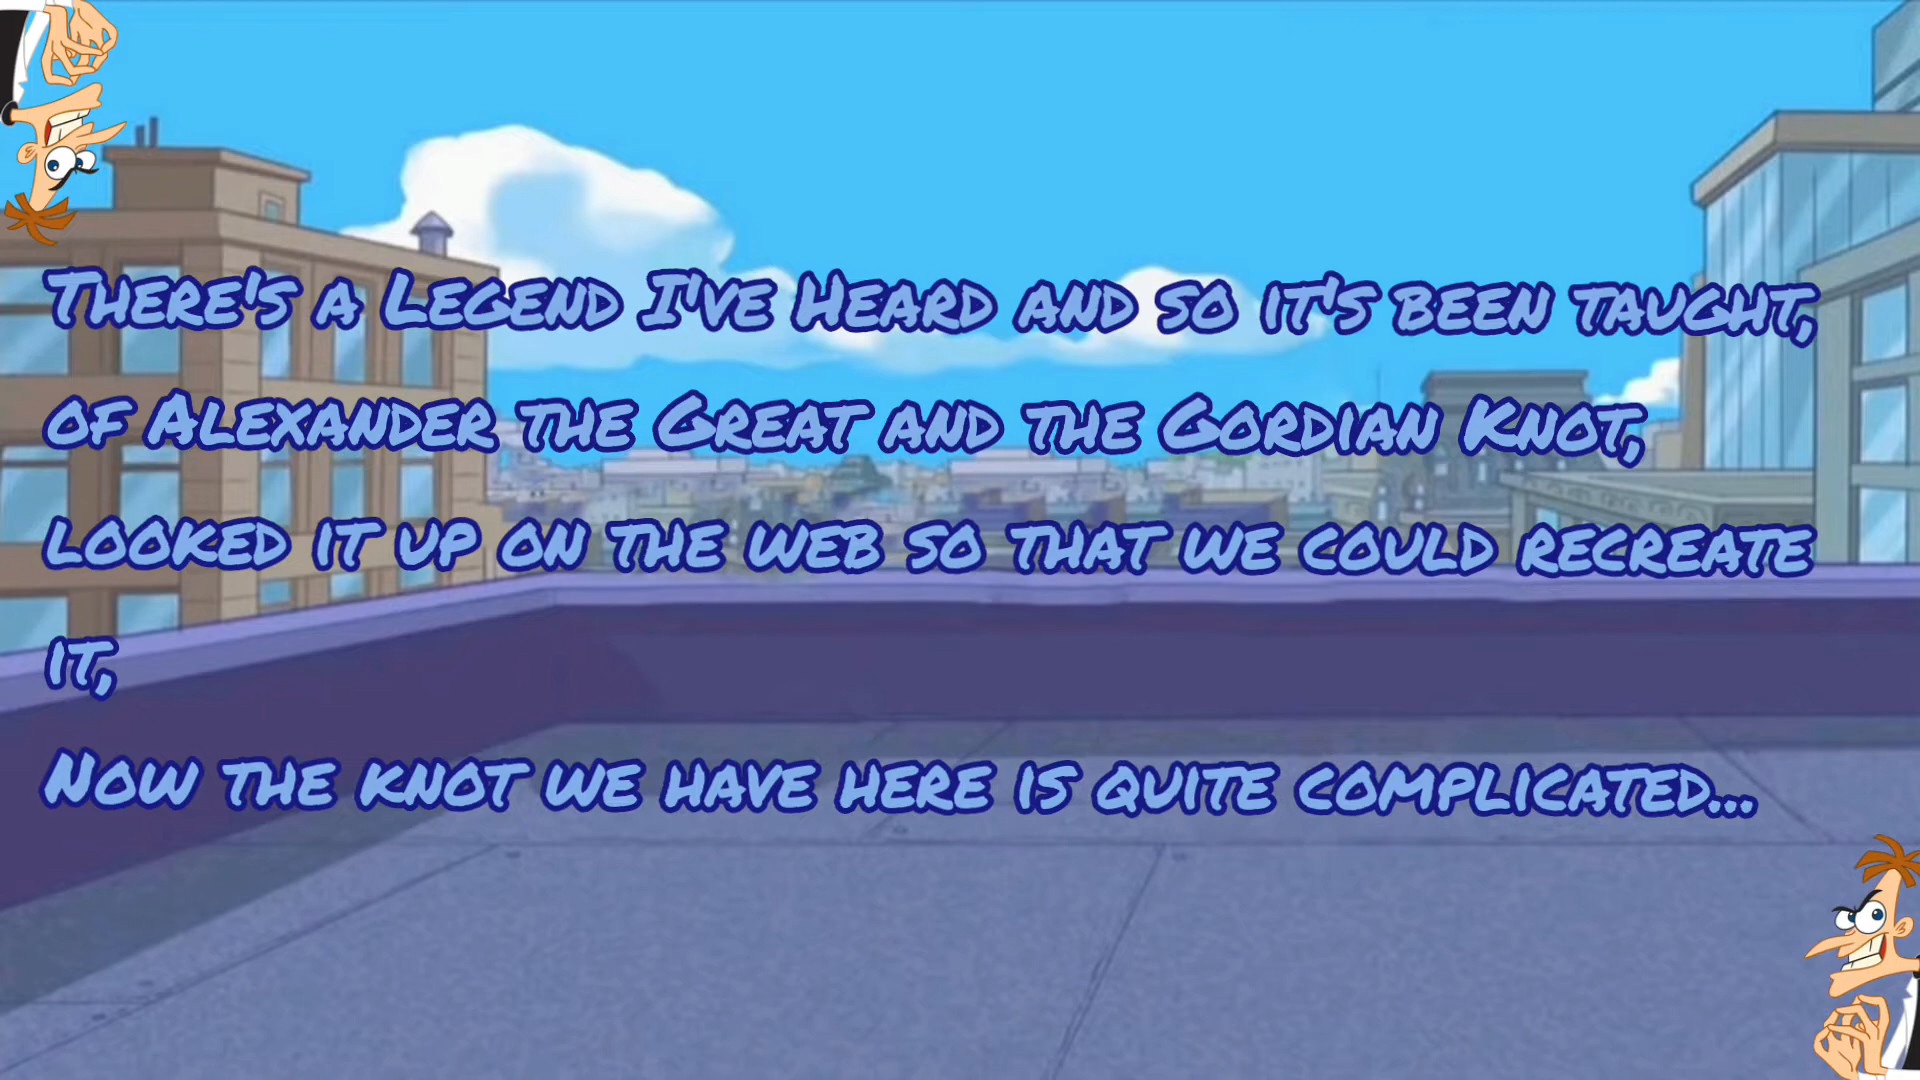 There's a Legend I've Heard and so it's been taught,
of Alexander the Great and the Gordian Knot,
looked it up on the web so that we could recreate
it,
Now the knot we have here is quite complicated...